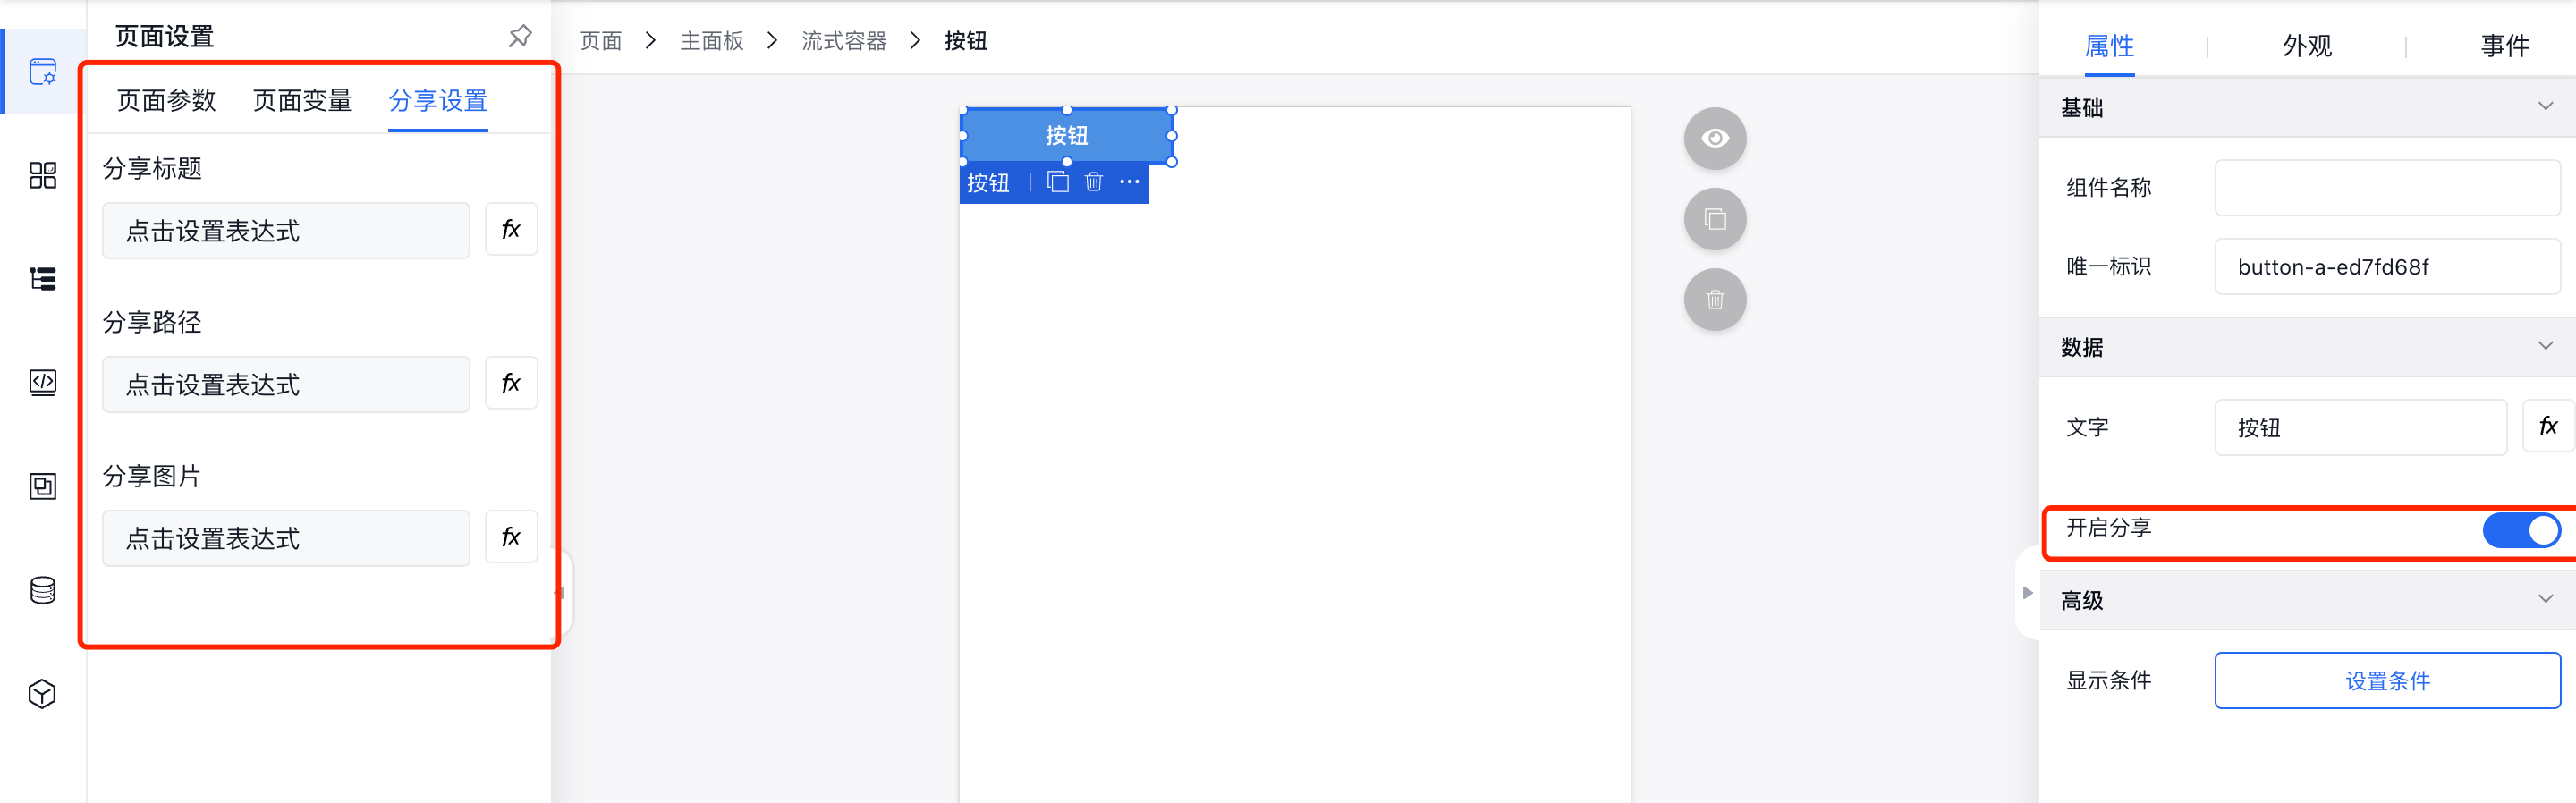 页面设置
页面参数 页面变量 分享设置
分享标题
点击设置表达式 fx
分享路径
点击设置表达式 fx
分享图片
点击设置表达式 fx
页面 > 主面板 > 流式容器 > 按钮
按钮
按钮
属性 | 外观 | 事件
基础
组件名称
唯一标识 button-a-ed7fd68f
数据
文字 按钮 fx
开启分享
高级
显示条件 设置条件